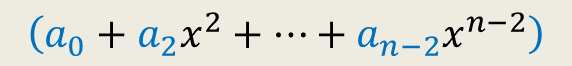 (a₀ + a₂x² + ⋯ + aₙ₋₂xⁿ⁻²)